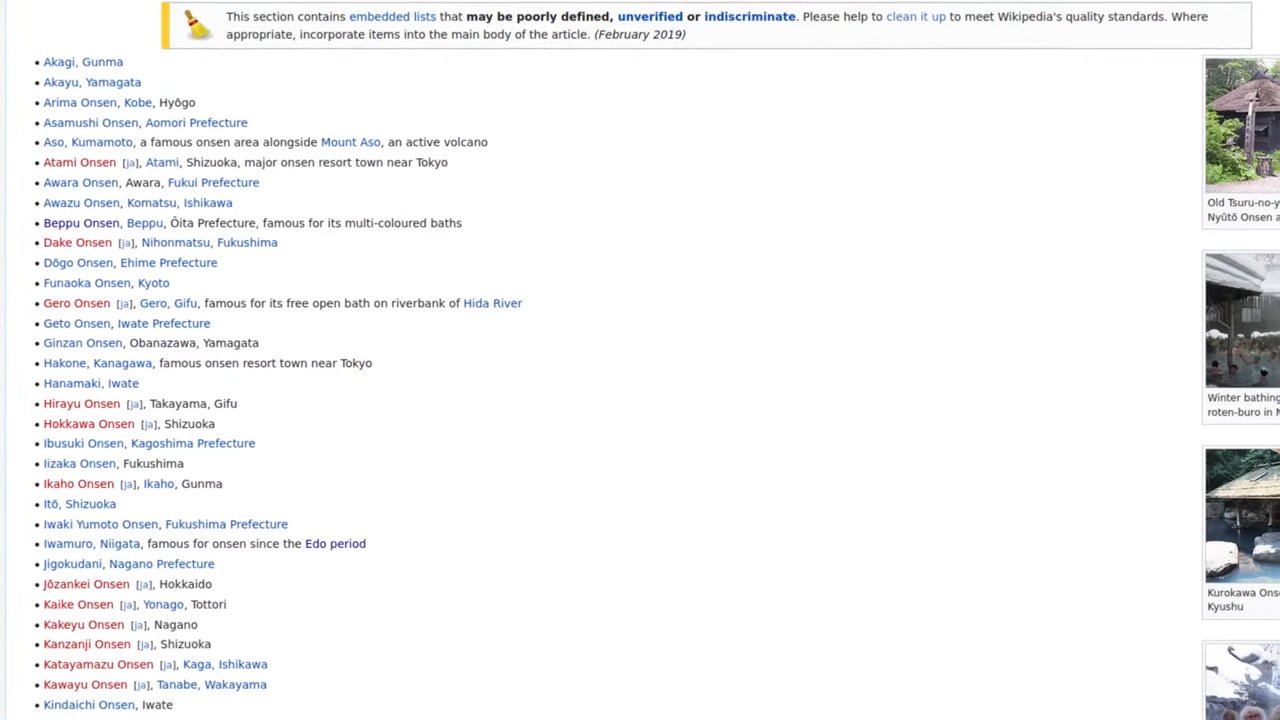 This section contains embedded lists that may be poorly defined, unverified or indiscriminate. Please help to clean it up to meet Wikipedia's quality standards. Where
appropriate, incorporate items into the main body of the article. (February 2019)
• Akagi, Gunma
• Akayu, Yamagata
• Arima Onsen, Kobe, Hyōgo
• Asamushi Onsen, Aomori Prefecture
• Aso, Kumamoto, a famous onsen area alongside Mount Aso, an active volcano
• Atami Onsen [ja], Atami, Shizuoka, major onsen resort town near Tokyo
• Awara Onsen, Awara, Fukui Prefecture
• Awazu Onsen, Komatsu, Ishikawa
• Beppu Onsen, Beppu, Ōita Prefecture, famous for its multi-coloured baths
• Dake Onsen [ja], Nihonmatsu, Fukushima
• Dōgo Onsen, Ehime Prefecture
• Funaoka Onsen, Kyoto
• Gero Onsen [ja], Gero, Gifu, famous for its free open bath on riverbank of Hida River
• Geto Onsen, Iwate Prefecture
• Ginzan Onsen, Obanazawa, Yamagata
• Hakone, Kanagawa, famous onsen resort town near Tokyo
• Hanamaki, Iwate
• Hirayu Onsen [ja], Takayama, Gifu
• Hokkawa Onsen [ja], Shizuoka
• Ibusuki Onsen, Kagoshima Prefecture
• Iizaka Onsen, Fukushima
• Ikaho Onsen [ja], Ikaho, Gunma
• Itō, Shizuoka
• Iwaki Yumoto Onsen, Fukushima Prefecture
• Iwamuro, Niigata, famous for onsen since the Edo period
• Jigokudani, Nagano Prefecture
• Jōzankei Onsen [ja], Hokkaido
• Kaike Onsen [ja], Yonago, Tottori
• Kakeyu Onsen [ja], Nagano
• Kanzanji Onsen [ja], Shizuoka
• Katayamazu Onsen [ja], Kaga, Ishikawa
• Kawayu Onsen [ja], Tanabe, Wakayama
• Kindaichi Onsen, Iwate
Old Tsuru-no-y
Nyūtō Onsen a
Winter bathing
roten-buro in N
Kurokawa Ons
Kyushu